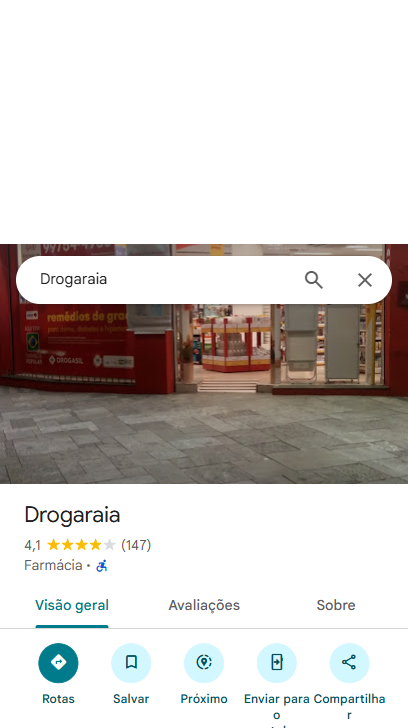 Drogaraia
remédios de gra
DROGASIL
Drogaraia
4,1 (147)
Farmácia •
Visão geral Avaliações Sobre
Rotas Salvar Próximo Enviar para o Compartilhar